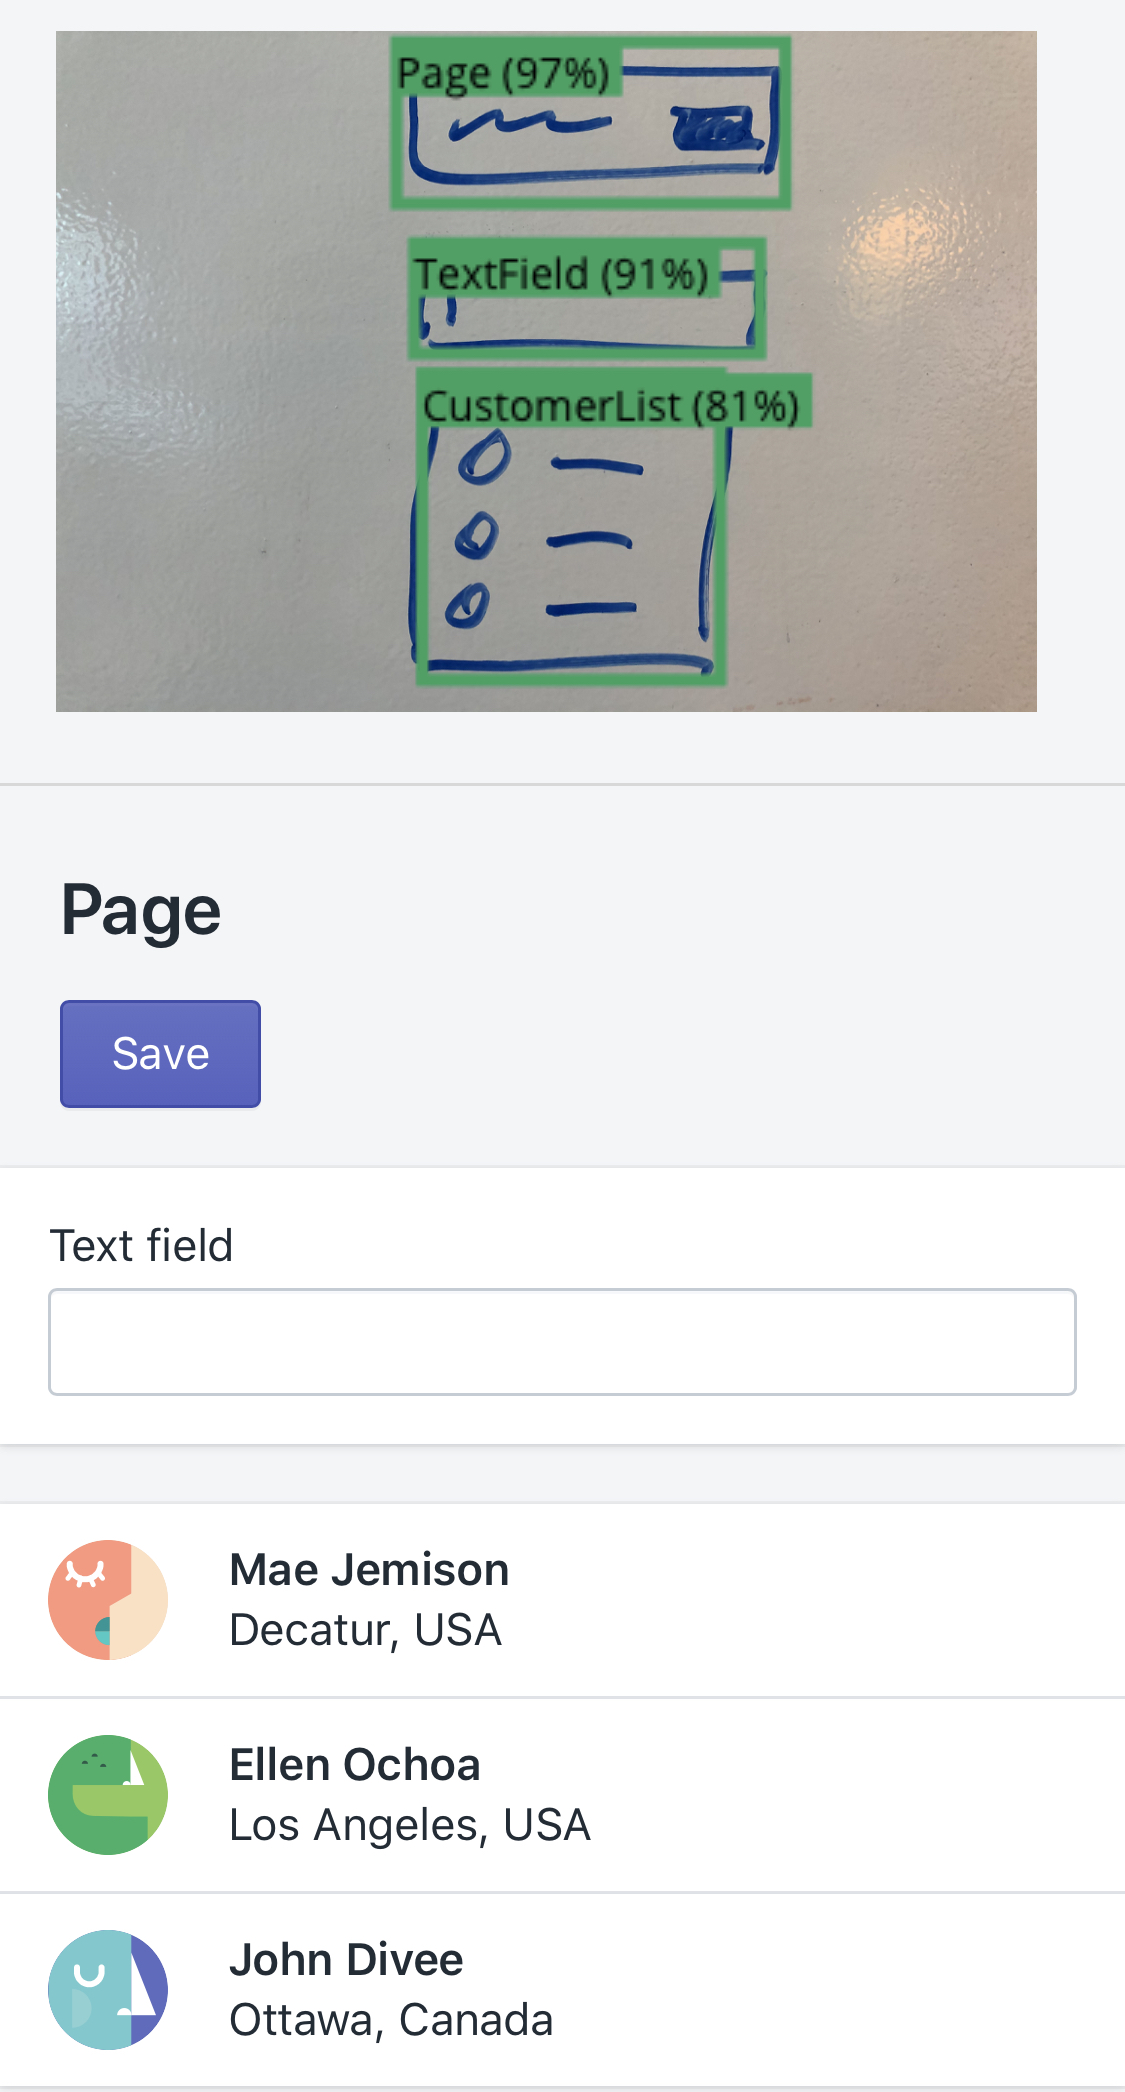 Page (97%)
TextField (91%)
CustomerList (81%)
Page
Save
Text field
Mae Jemison
Decatur, USA
Ellen Ochoa
Los Angeles, USA
John Divee
Ottawa, Canada